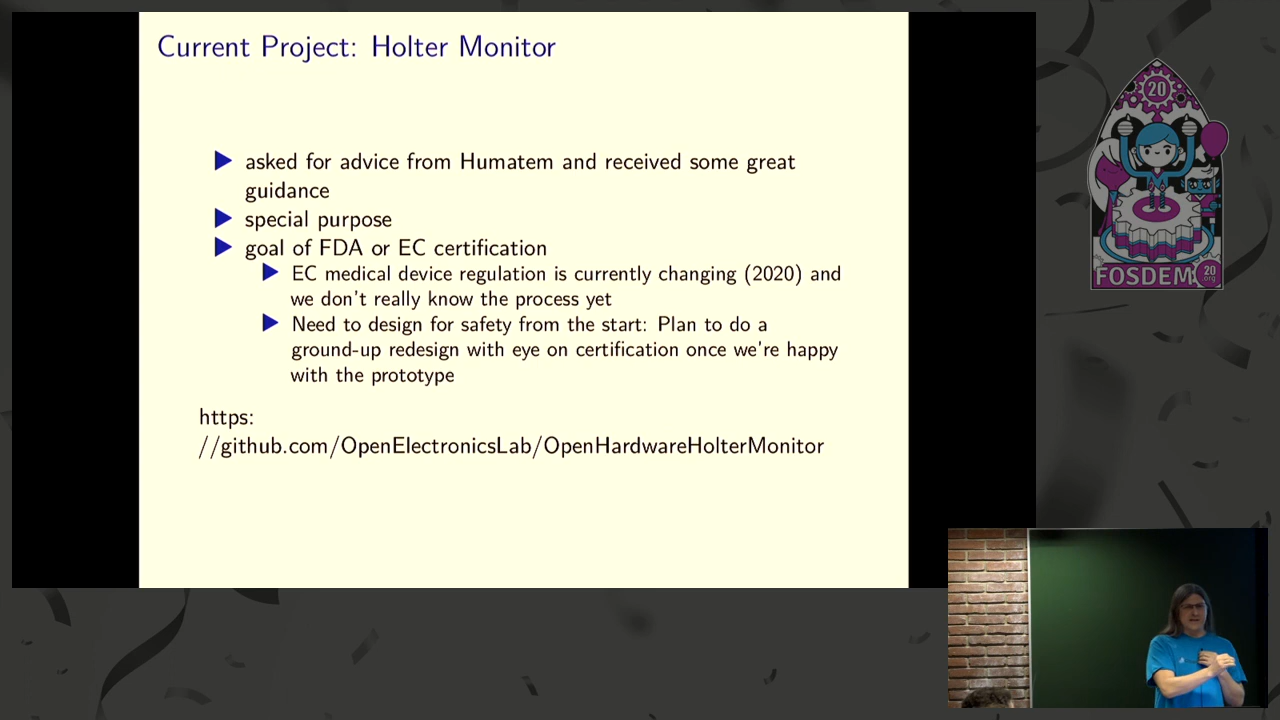 Current Project: Holter Monitor
asked for advice from Humatem and received some great
guidance
special purpose
goal of FDA or EC certification
EC medical device regulation is currently changing (2020) and
we don't really know the process yet
Need to design for safety from the start: Plan to do a
ground-up redesign with eye on certification once we're happy
with the prototype
https:
//github.com/OpenElectronicsLab/OpenHardwareHolterMonitor
20
FOSDEM
20
.org